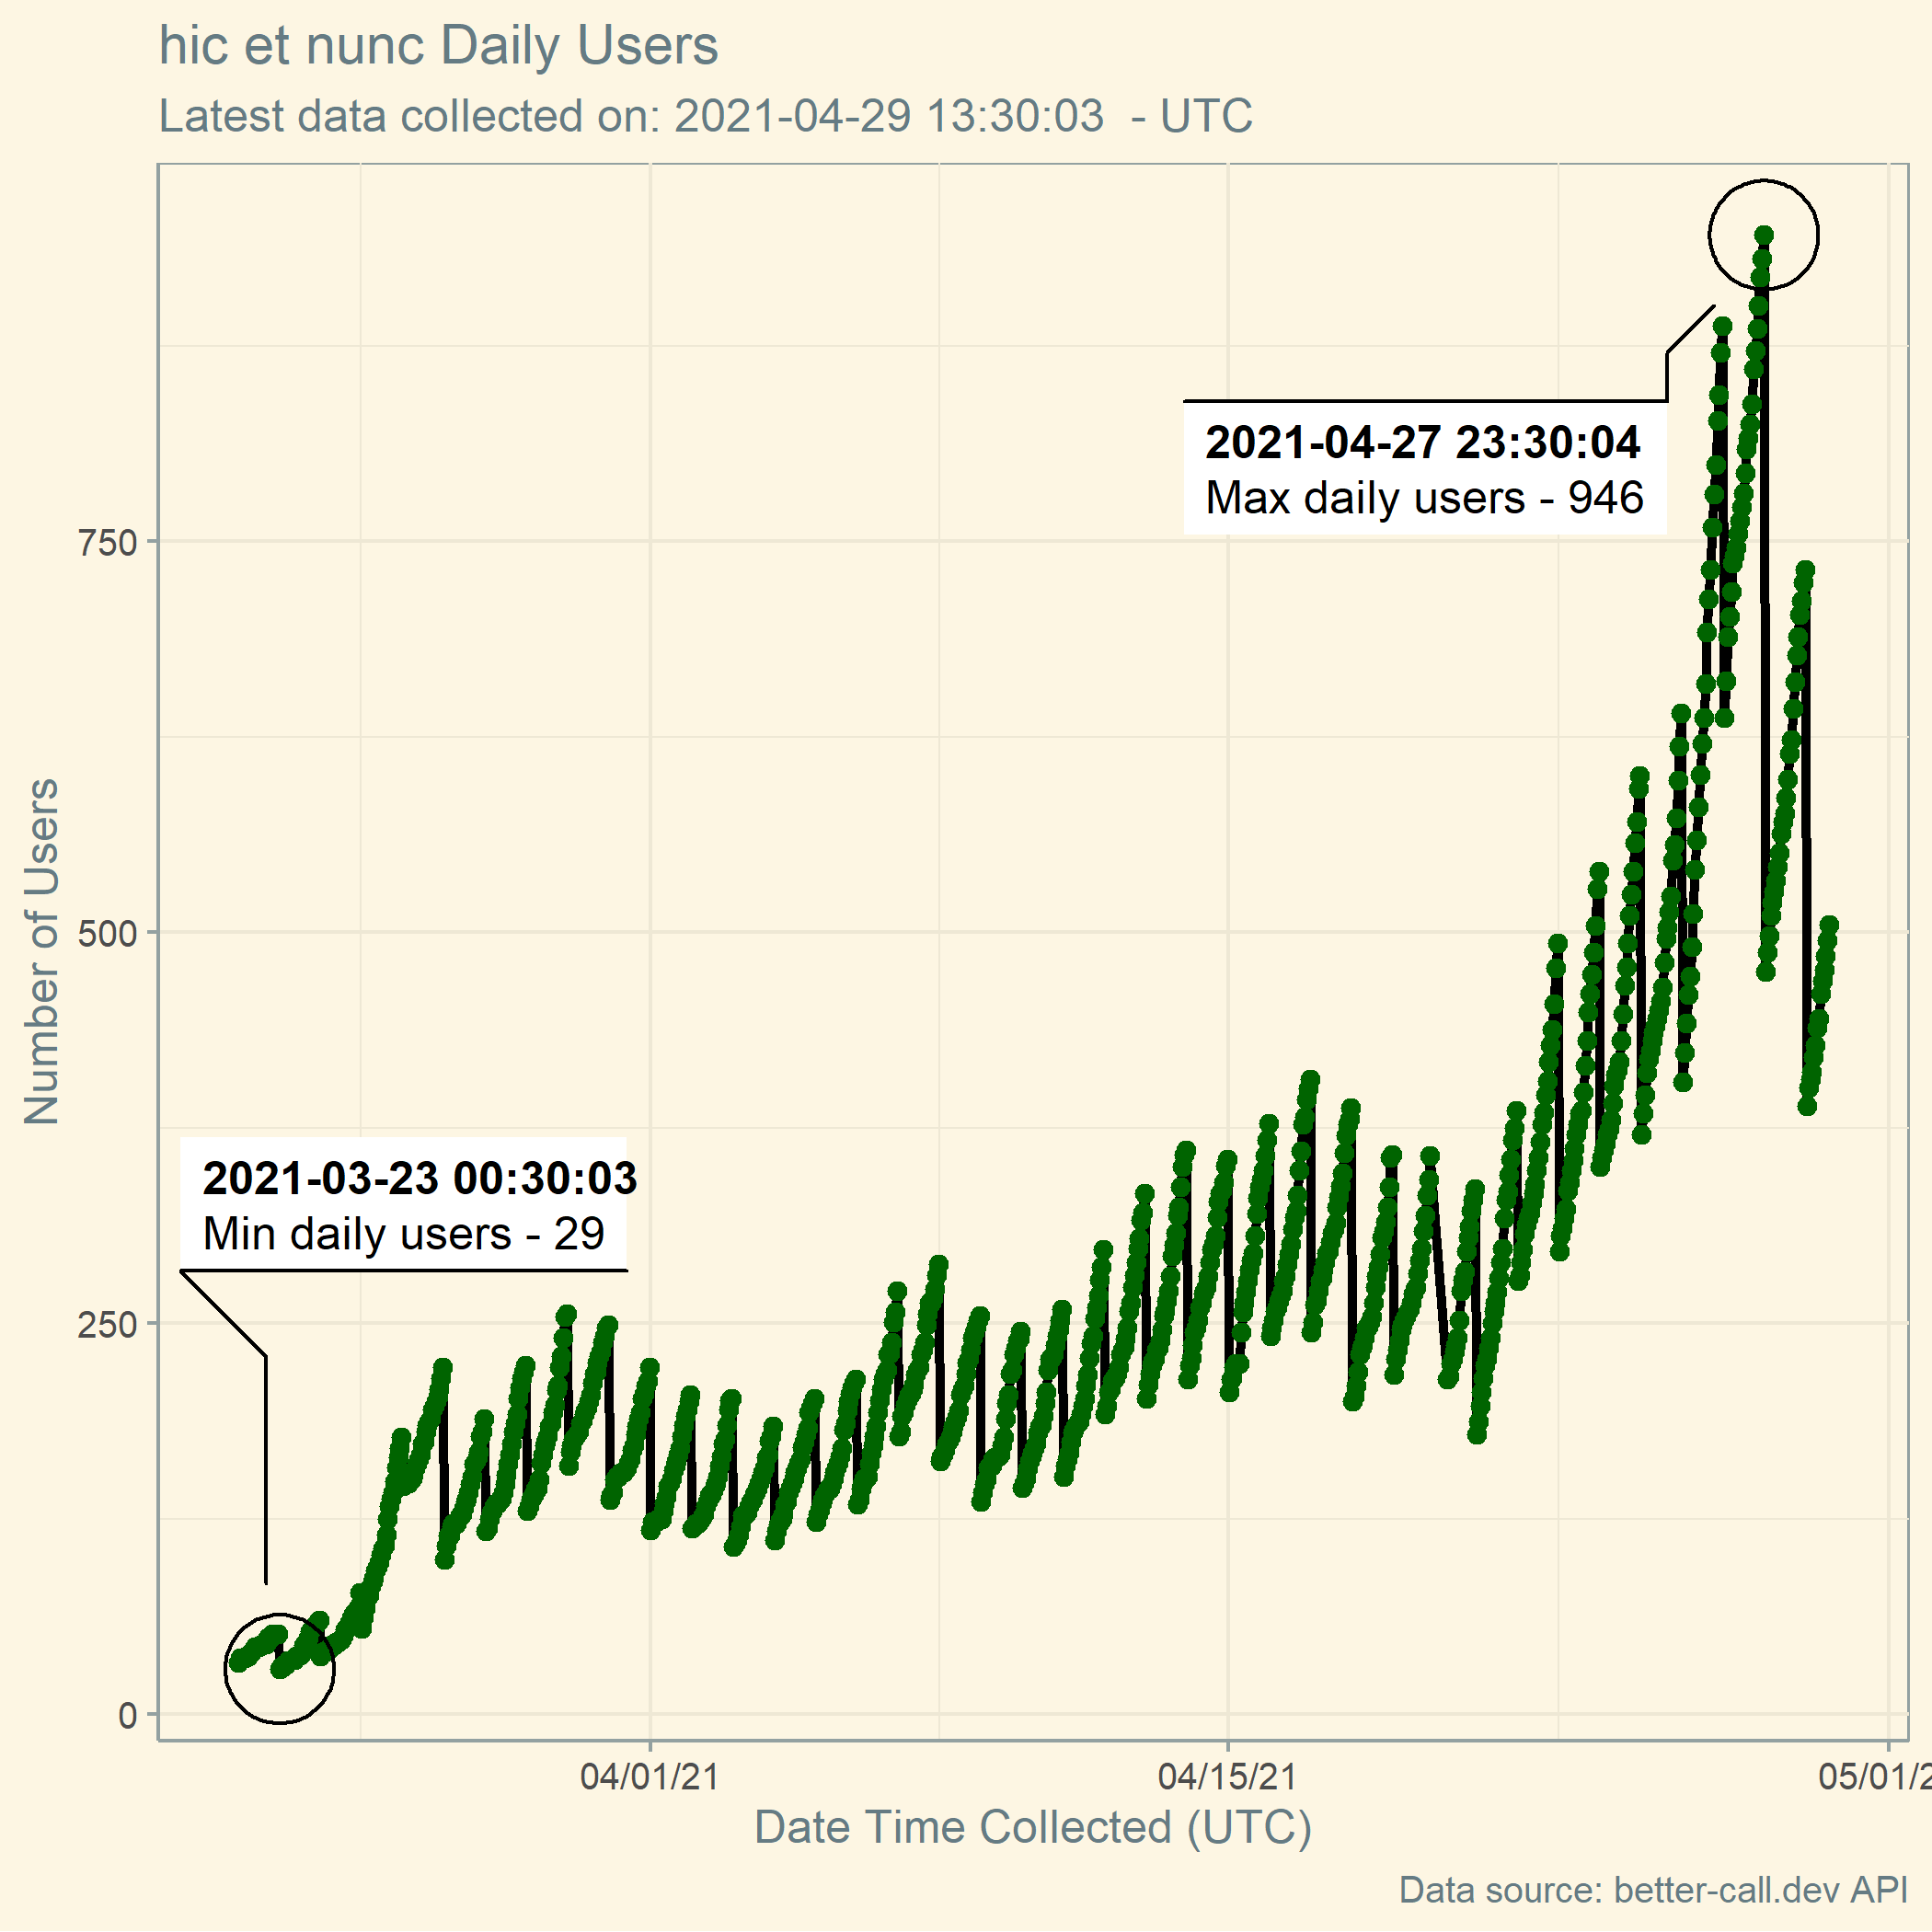 hic et nunc Daily Users
Latest data collected on: 2021-04-29 13:30:03  - UTC
2021-04-27 23:30:04
Max daily users - 946
750
500
2021-03-23 00:30:03
Min daily users - 29
250
0
Number of Users
04/01/21
04/15/21
05/01/2
Date Time Collected (UTC)
Data source: better-call.dev API